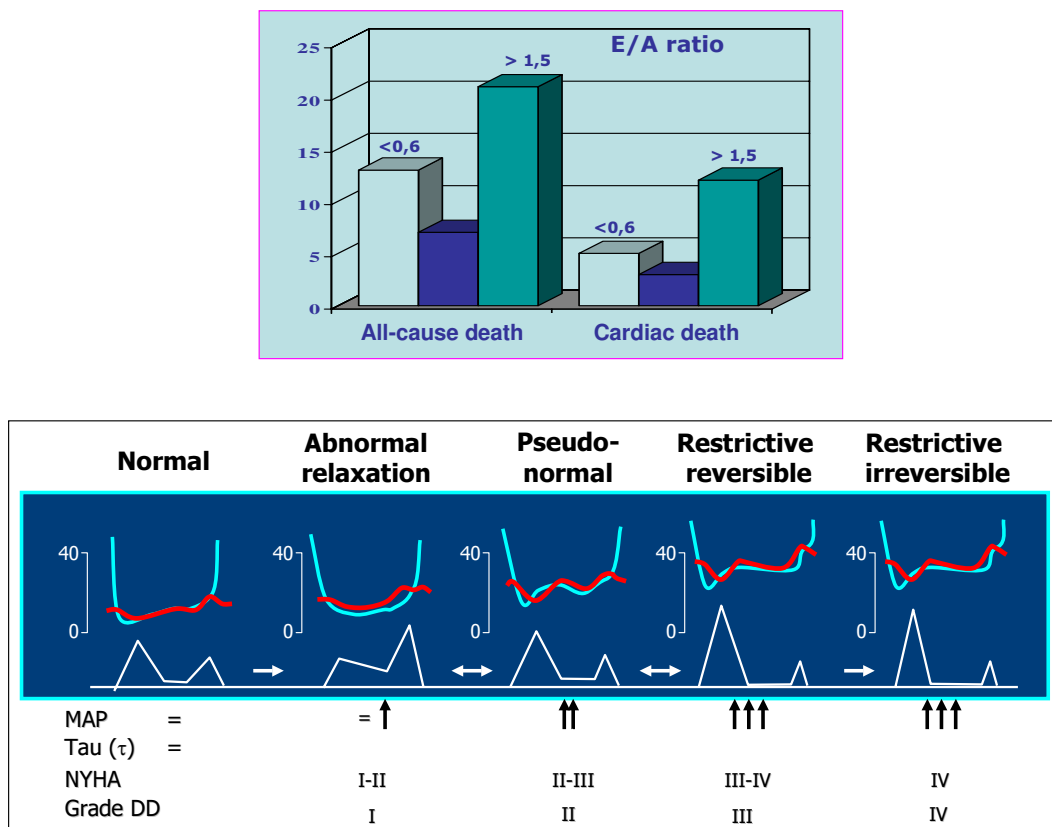 E/A ratio
25
20
15
10
5
0
<0,6
> 1,5
<0,6
> 1,5
All-cause death
Cardiac death
Normal
Abnormal relaxation
Pseudo-normal
Restrictive reversible
Restrictive irreversible
40 40 40 40 40
0 0 0 0 0
MAP = =
Tau (τ) =
NYHA I-II II-III III-IV IV
Grade DD I II III IV